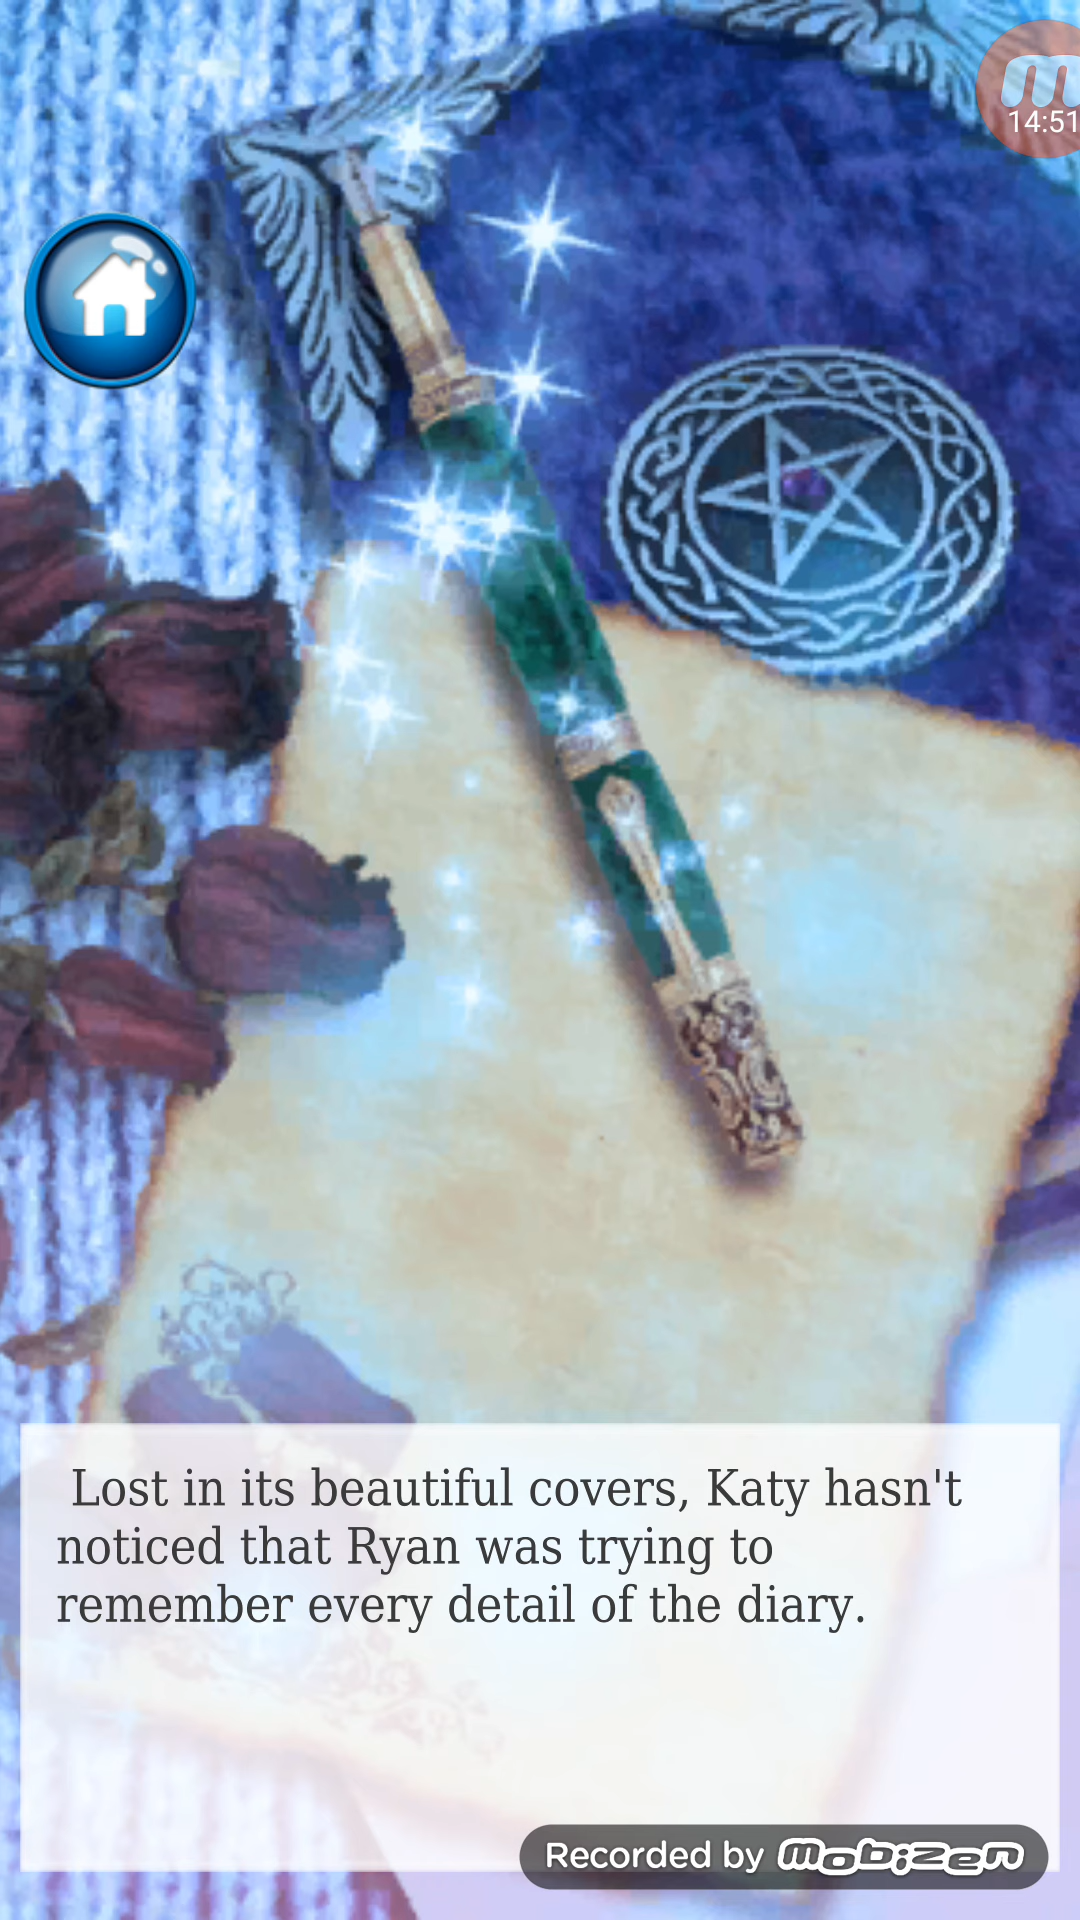 14:51
Lost in its beautiful covers, Katy hasn't
noticed that Ryan was trying to
remember every detail of the diary.
Recorded by mobizen